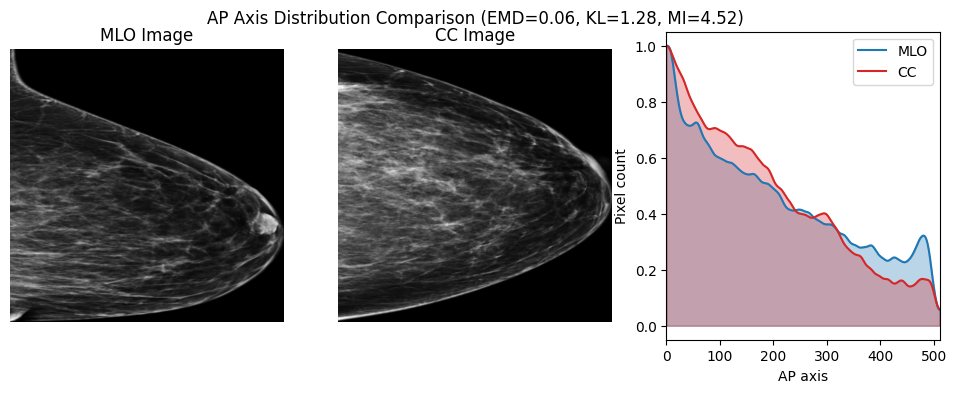 AP Axis Distribution Comparison (EMD=0.06, KL=1.28, MI=4.52)
MLO Image
CC Image
MLO
CC
Pixel count
1.0
0.8
0.6
0.4
0.2
0.0
0 100 200 300 400 500
AP axis